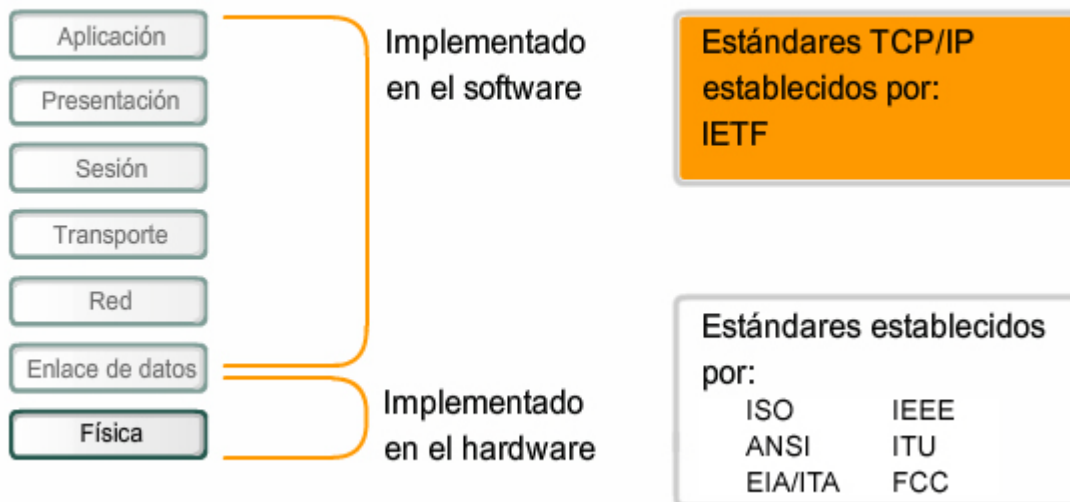 Aplicación
Presentación
Sesión
Transporte
Red
Enlace de datos
Física
Implementado
en el software
Implementado
en el hardware
Estándares TCP/IP
establecidos por:
IETF
Estándares establecidos
por:
ISO IEEE
ANSI ITU
EIA/ITA FCC